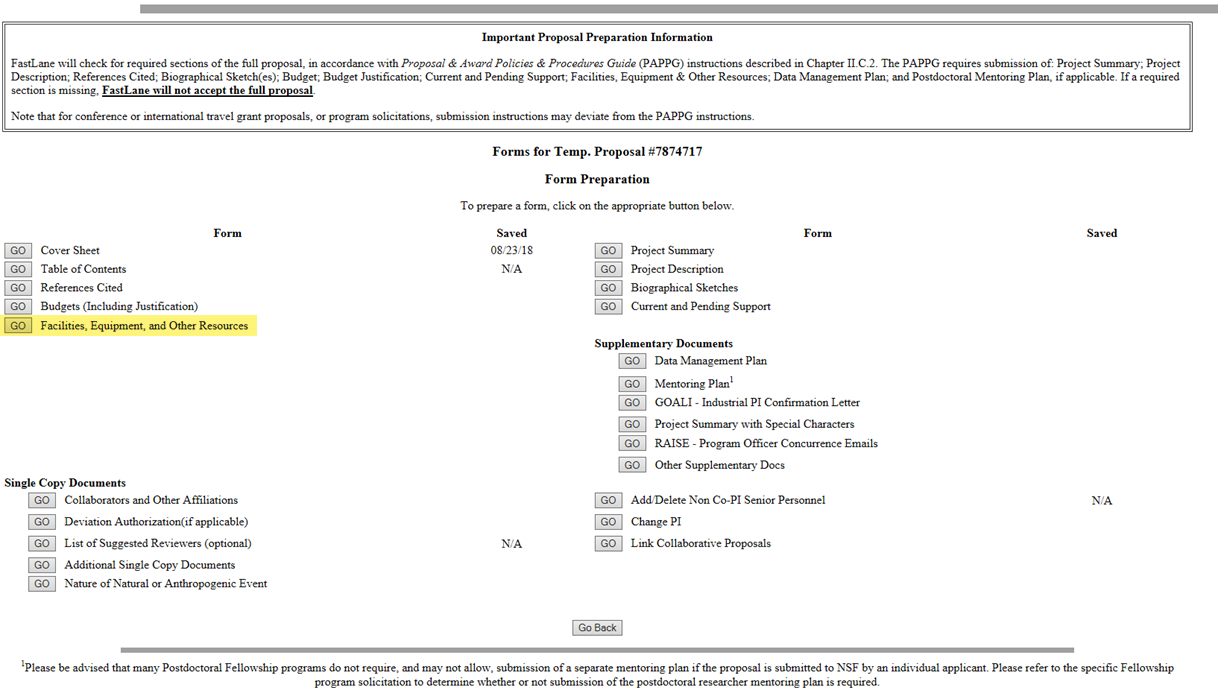 Important Proposal Preparation Information
FastLane will check for required sections of the full proposal, in accordance with Proposal & Award Policies & Procedures Guide (PAPPG) instructions described in Chapter II.C.2. The PAPPG requires submission of: Project Summary; Project
Description; References Cited; Biographical Sketch(es); Budget; Budget Justification; Current and Pending Support; Facilities, Equipment & Other Resources; Data Management Plan; and Postdoctoral Mentoring Plan, if applicable. If a required
section is missing, FastLane will not accept the full proposal.
Note that for conference or international travel grant proposals, or program solicitations, submission instructions may deviate from the PAPPG instructions.
Forms for Temp. Proposal #7874717
Form Preparation
To prepare a form, click on the appropriate button below.
Form Saved Form Saved
GO Cover Sheet 08/23/18 GO Project Summary
GO Table of Contents N/A GO Project Description
GO References Cited GO Biographical Sketches
GO Budgets (Including Justification) GO Current and Pending Support
GO Facilities, Equipment, and Other Resources
Supplementary Documents
GO Data Management Plan
GO Mentoring Plan1
GO GOALI - Industrial PI Confirmation Letter
GO Project Summary with Special Characters
GO RAISE - Program Officer Concurrence Emails
GO Other Supplementary Docs
Single Copy Documents
GO Collaborators and Other Affiliations GO Add/Delete Non Co-PI Senior Personnel N/A
GO Deviation Authorization(if applicable) GO Change PI
GO List of Suggested Reviewers (optional) N/A GO Link Collaborative Proposals
GO Additional Single Copy Documents
GO Nature of Natural or Anthropogenic Event
Go Back
1Please be advised that many Postdoctoral Fellowship programs do not require, and may not allow, submission of a separate mentoring plan if the proposal is submitted to NSF by an individual applicant. Please refer to the specific Fellowship
program solicitation to determine whether or not submission of the postdoctoral researcher mentoring plan is required.